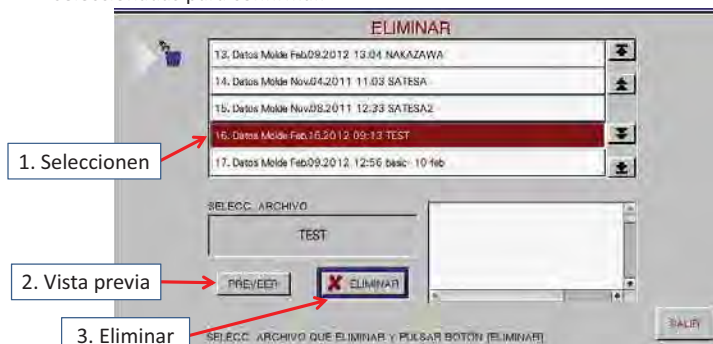 ELIMINAR
13. Datos Molde Feb.09.2012 13.04 NAKAZAWA
14. Datos Molde Nov.04.2011 11.03 SATESA
15. Datos Molde Nov.08.2011 12.33 SATESA2
16. Datos Molde Feb.16.2012 09:13 TEST
17. Datos Molde Feb.09.2012 12:56 basic- 10 feb
1. Seleccionen
SELECC. ARCHIVO
TEST
2. Vista previa
PREVEER
ELIMINAR
3. Eliminar
SALIR
SELECC. ARCHIVO QUE ELIMINAR Y PULSAR BOTÓN [ELIMINAR]